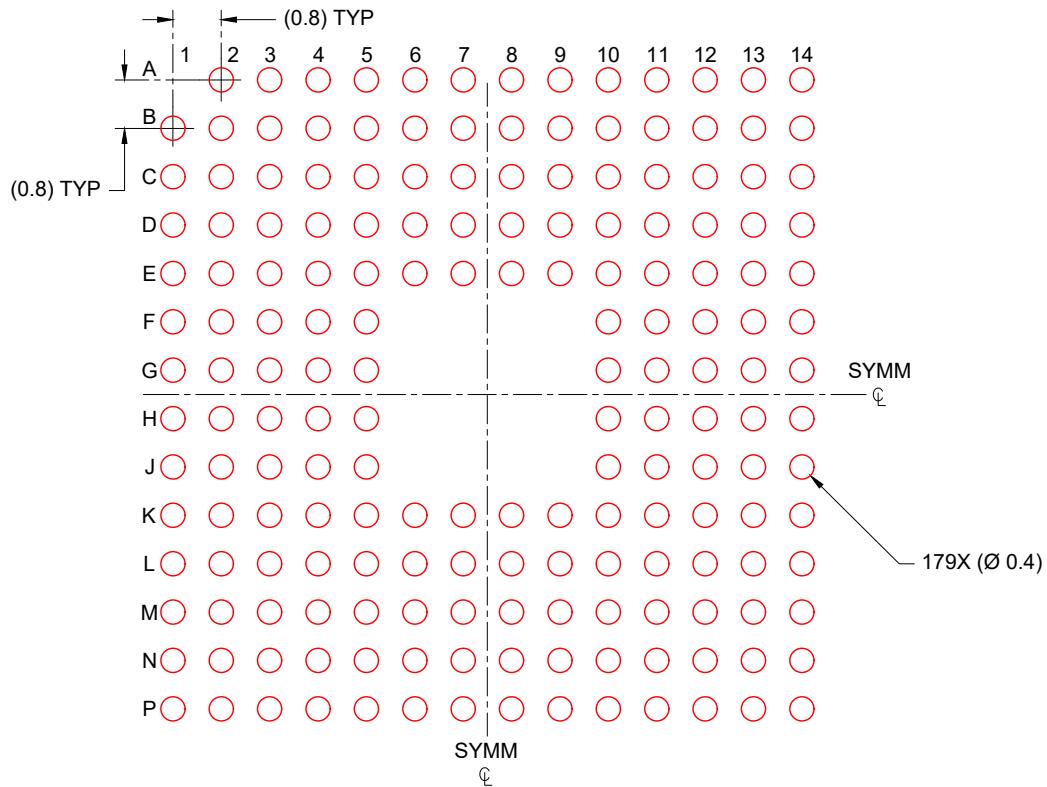 (0.8) TYP
1 2 3 4 5 6 7 8 9 10 11 12 13 14
A
B
C
(0.8) TYP
D
E
F
G
SYMM
℄
H
J
K
L
179X (Ø 0.4)
M
N
P
SYMM
℄